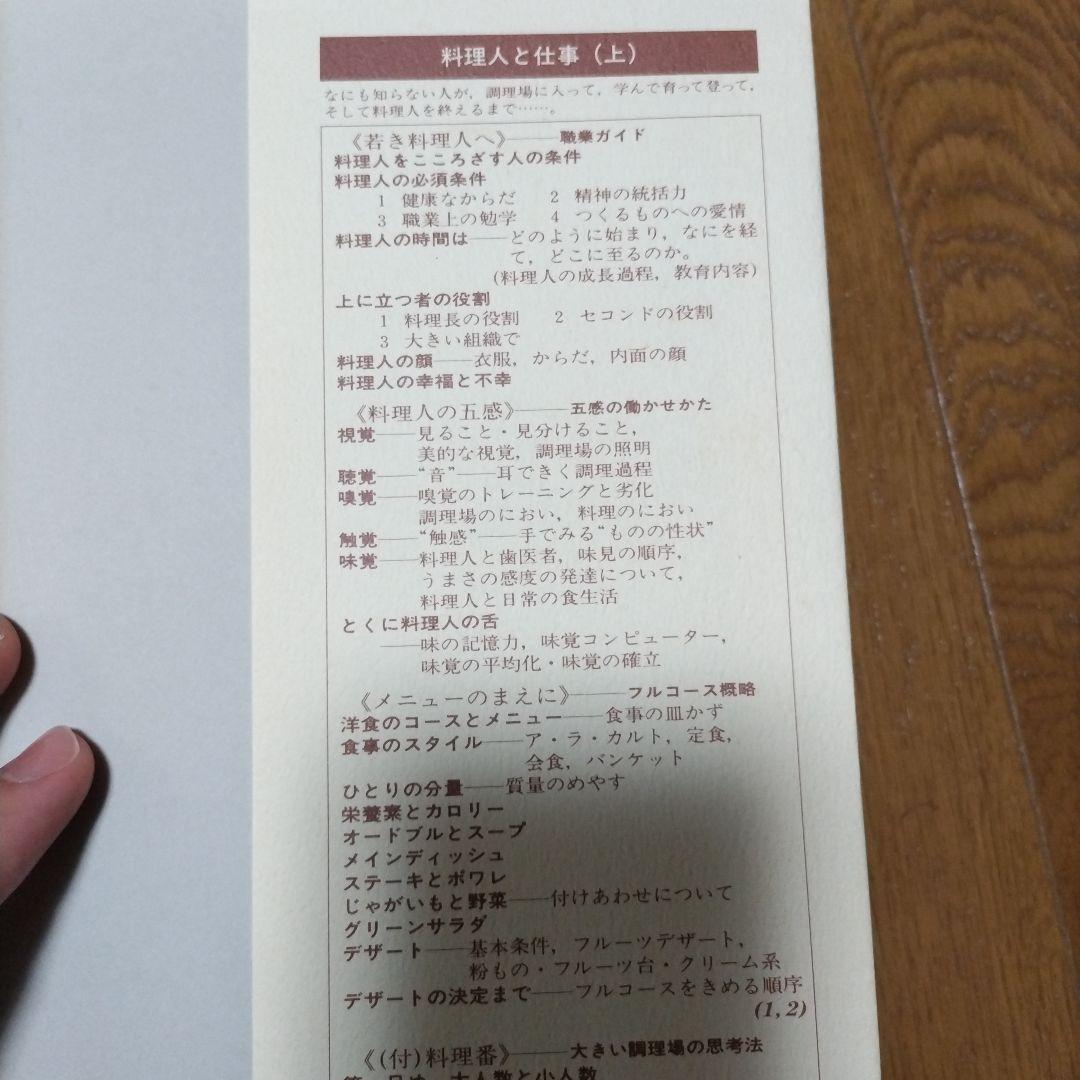 料理人と仕事（上）
なにも知らない人が，調理場に入って，学んで育って登って，
そして料理人を終えるまで……。
《若き料理人へ》――職業ガイド
料理人をこころざす人の条件
料理人の必須条件
1 健康なからだ 2 精神の統括力
3 職業上の勉学 4 つくるものへの愛情
料理人の時間は――どのように始まり，なにを経
て，どこに至るのか。
(料理人の成長過程，教育内容)
上に立つ者の役割
1 料理長の役割 2 セコンドの役割
3 大きい組織で
料理人の顔――衣服，からだ，内面の顔
料理人の幸福と不幸
《料理人の五感》――五感の働かせかた
視覚――見ること・見分けること，
美的な視覚，調理場の照明
聴覚――“音”――耳できく調理過程
嗅覚――嗅覚のトレーニングと劣化
調理場のにおい，料理のにおい
触覚――“触感”――手でみる“ものの性状”
味覚――料理人と歯医者，味見の順序，
うまさの感度の発達について，
料理人と日常の食生活
とくに料理人の舌
――味の記憶力，味覚コンピューター，
味覚の平均化・味覚の確立
《メニューのまえに》――フルコース概略
洋食のコースとメニュー――食事の皿かず
食事のスタイル――ア・ラ・カルト，定食，
会食，バンケット
ひとりの分量――質量のめやす
栄養素とカロリー
オードブルとスープ
メインディッシュ
ステーキとポワレ
じゃがいもと野菜――付けあわせについて
グリーンサラダ
デザート――基本条件，フルーツデザート，
粉もの・フルーツ台・クリーム系
デザートの決定まで――フルコースをきめる順序
(1, 2)
《(付)料理番》――大きい調理場の思考法